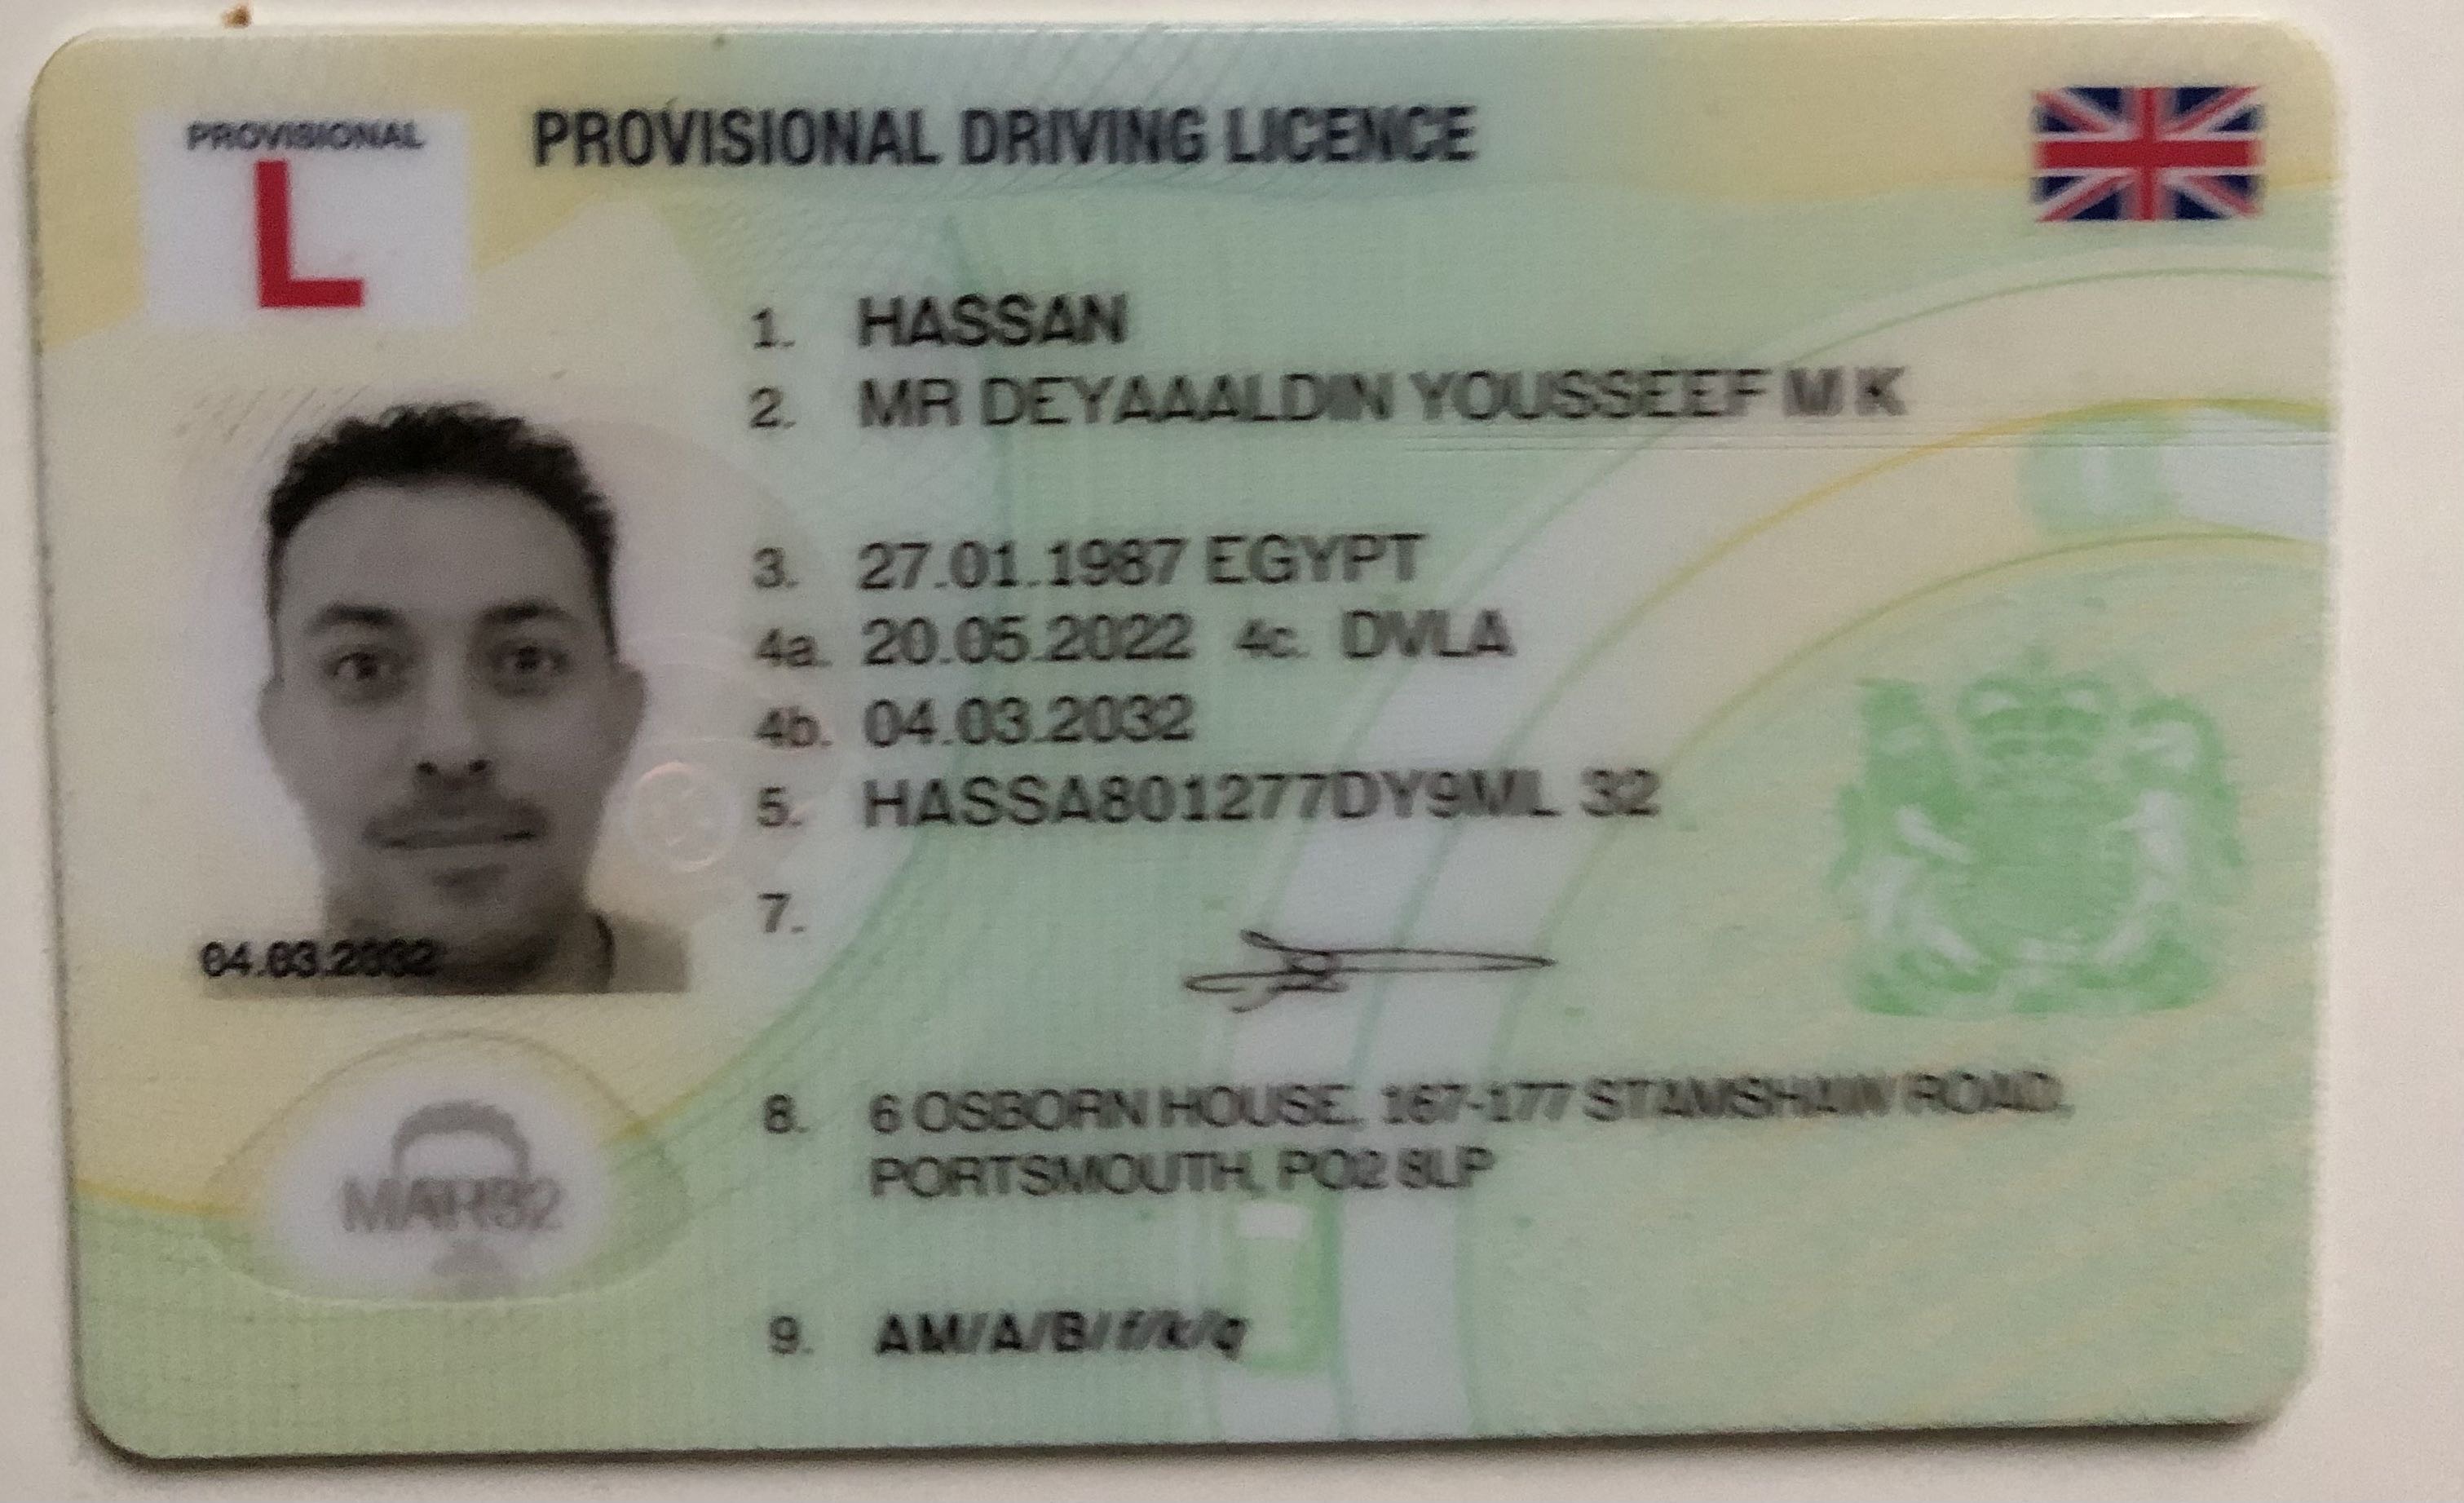 PROVISIONAL
L
PROVISIONAL DRIVING LICENCE
1. HASSAN
2. MR DEYAAALDIN YOUSSEEF M K
3. 27.01.1987 EGYPT
4a. 20.05.2022 4c. DVLA
4b. 04.03.2032
5. HASSA801277DY9ML 32
7.
04.03.2032
8. 6 OSBORN HOUSE, 167-177 STAMSHAW ROAD,
PORTSMOUTH, PO2 8LP
MAR32
9. AM/A/B/f/k/q